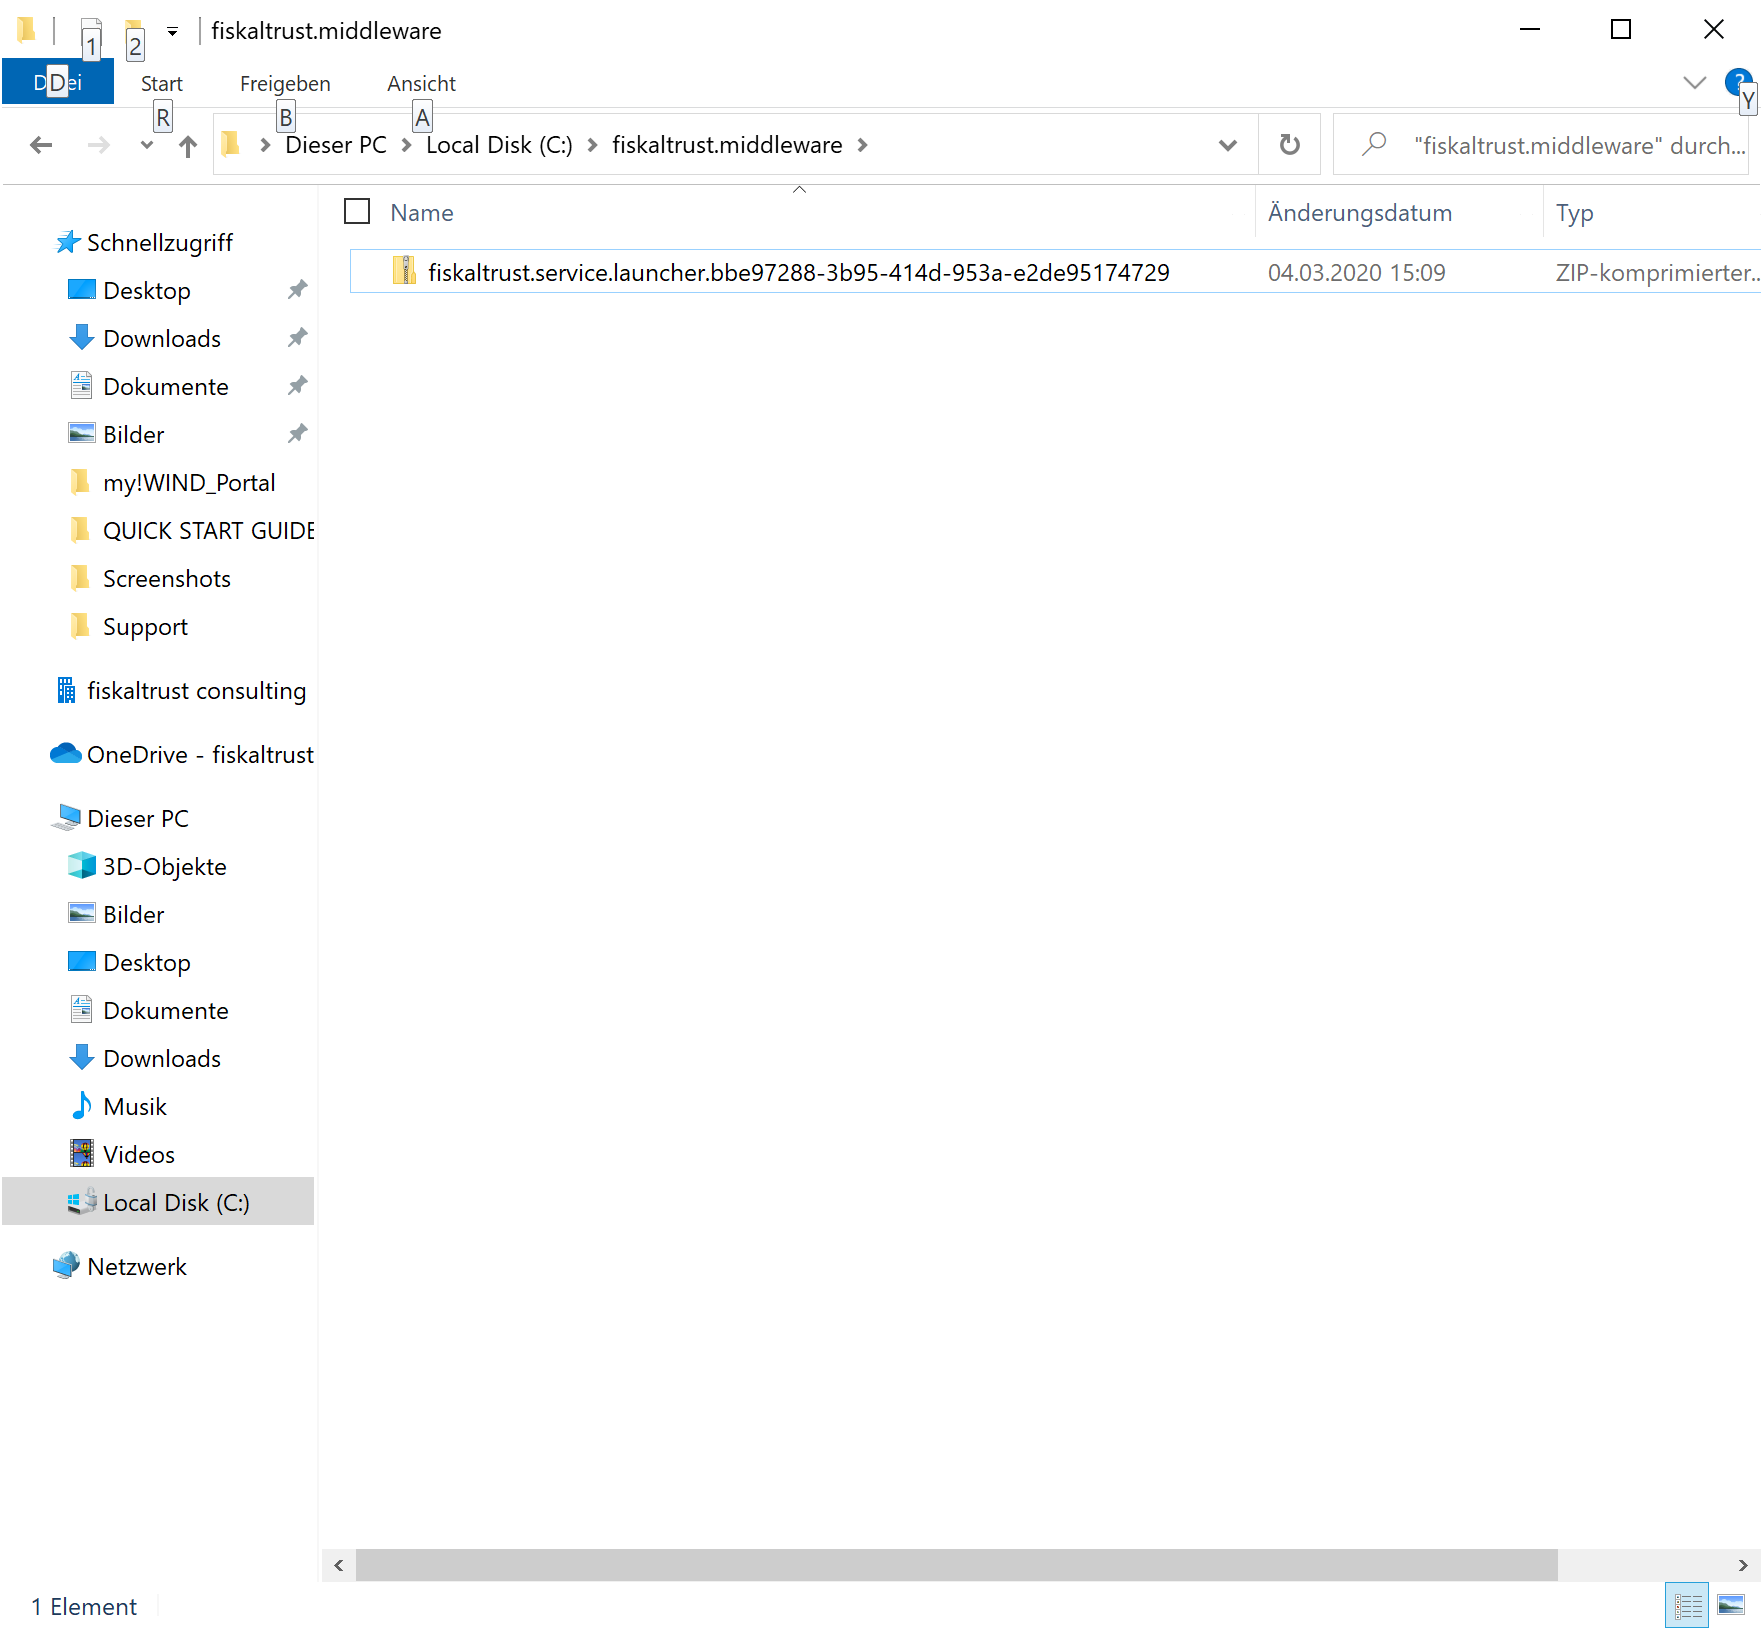 1 2 fiskaltrust.middleware
D ei D Start Freigeben Ansicht ?
R B A Y
Dieser PC Local Disk (C:) fiskaltrust.middleware "fiskaltrust.middleware" durch...
Name Änderungsdatum Typ
fiskaltrust.service.launcher.bbe97288-3b95-414d-953a-e2de95174729 04.03.2020 15:09 ZIP-komprimierter...
Schnellzugriff
Desktop
Downloads
Dokumente
Bilder
my!WIND_Portal
QUICK START GUIDE
Screenshots
Support
fiskaltrust consulting
OneDrive - fiskaltrust
Dieser PC
3D-Objekte
Bilder
Desktop
Dokumente
Downloads
Musik
Videos
Local Disk (C:)
Netzwerk
1 Element